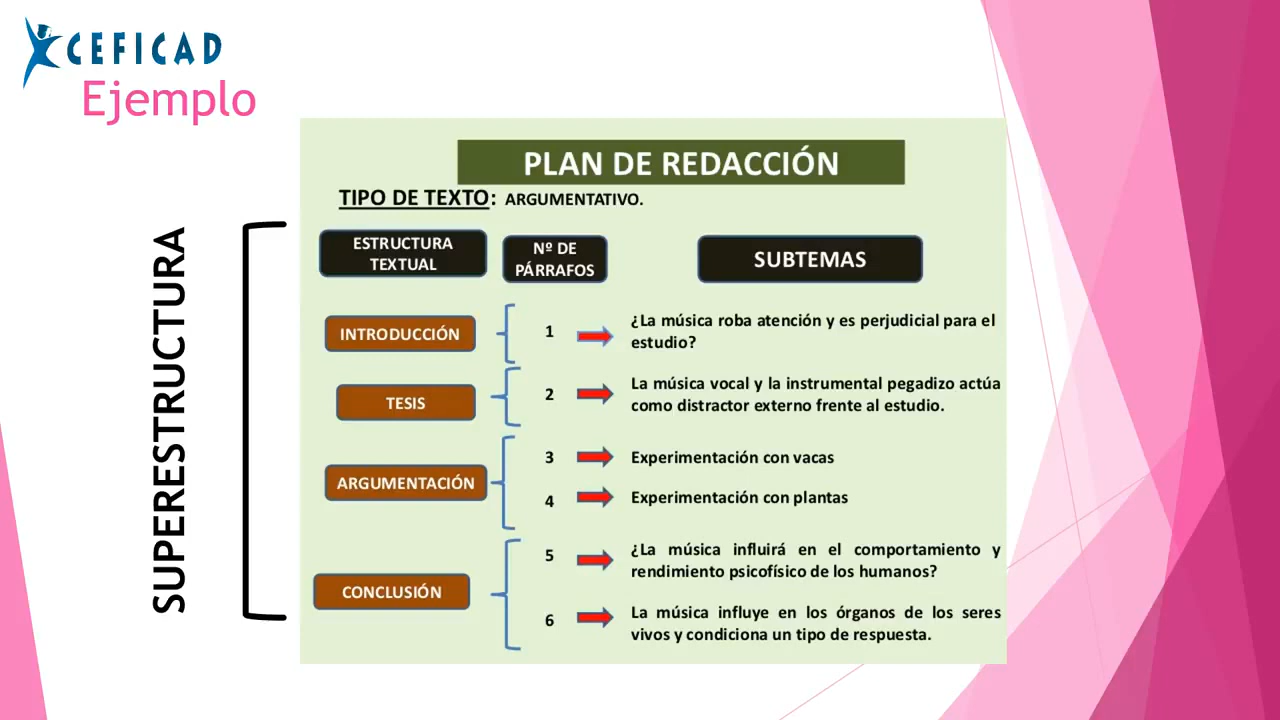 CEFICAD
Ejemplo
PLAN DE REDACCIÓN
TIPO DE TEXTO: ARGUMENTATIVO.
SUPERESTRUCTURA
ESTRUCTURA
TEXTUAL
Nº DE
PÁRRAFOS
SUBTEMAS
INTRODUCCIÓN
1
¿La música roba atención y es perjudicial para el
estudio?
TESIS
2
La música vocal y la instrumental pegadizo actúa
como distractor externo frente al estudio.
ARGUMENTACIÓN
3
Experimentación con vacas
4
Experimentación con plantas
CONCLUSIÓN
5
¿La música influirá en el comportamiento y
rendimiento psicofísico de los humanos?
6
La música influye en los órganos de los seres
vivos y condiciona un tipo de respuesta.